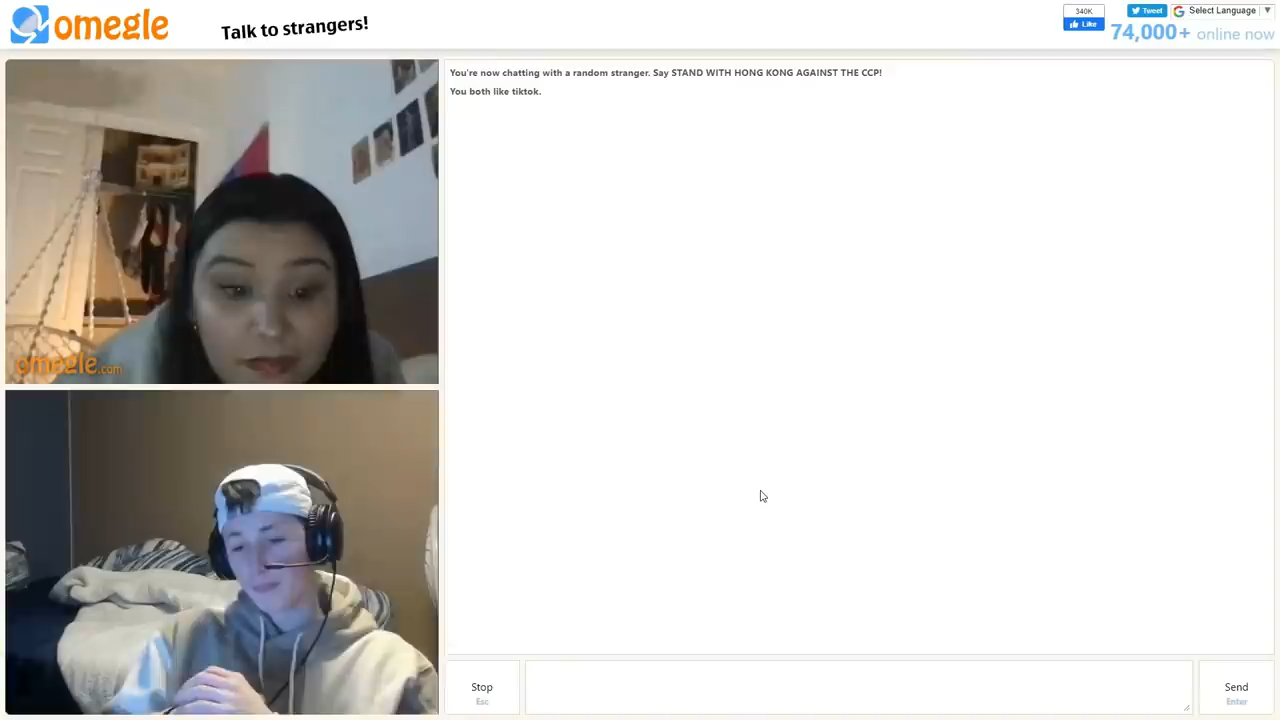 omegle
Talk to strangers!
340K
Like
Tweet
Select Language ▼
74,000+ online now
You're now chatting with a random stranger. Say STAND WITH HONG KONG AGAINST THE CCP!
You both like tiktok.
omegle.com
Stop
Esc
Send
Enter